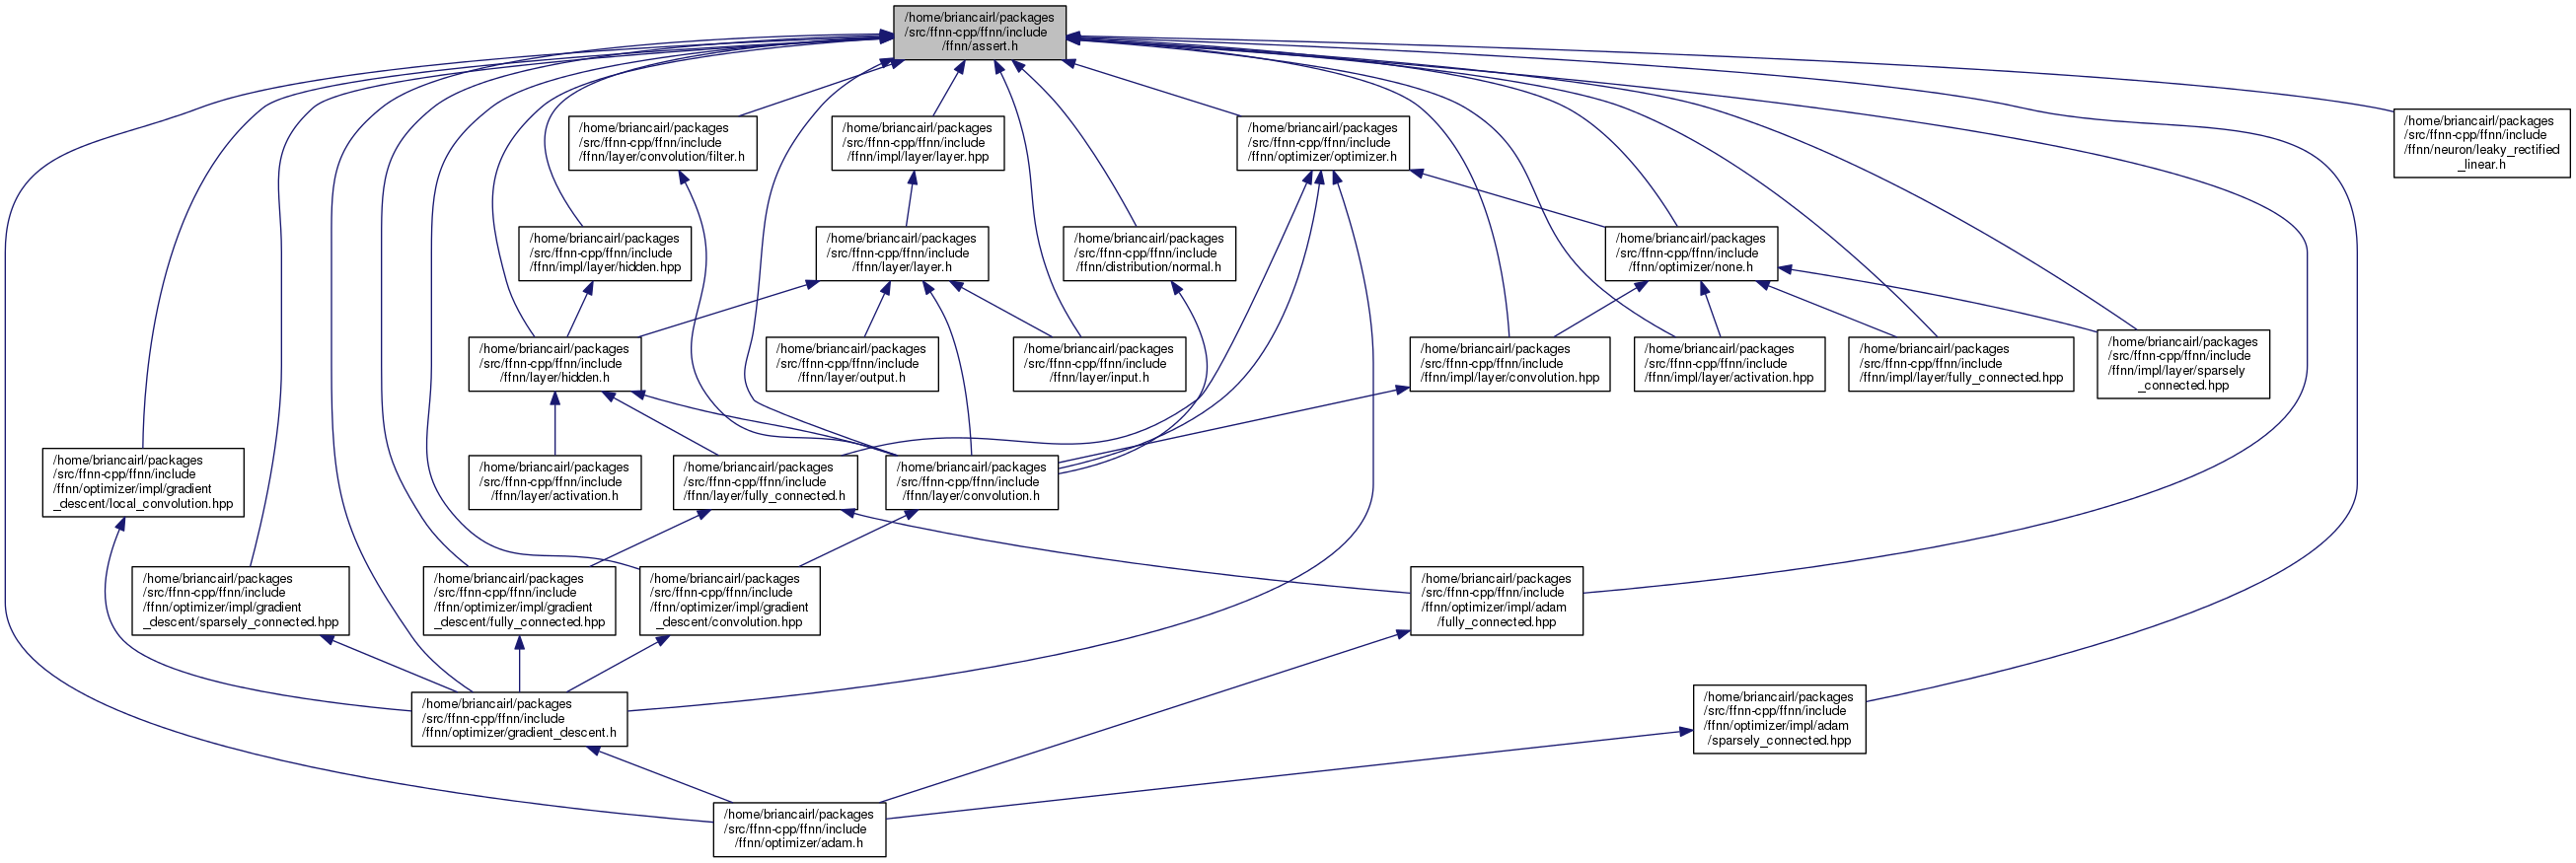 /home/briancairl/packages
/src/ffnn-cpp/ffnn/include
/ffnn/assert.h
/home/briancairl/packages
/src/ffnn-cpp/ffnn/include
/ffnn/neuron/leaky_rectified
_linear.h
/home/briancairl/packages
/src/ffnn-cpp/ffnn/include
/ffnn/layer/convolution/filter.h
/home/briancairl/packages
/src/ffnn-cpp/ffnn/include
/ffnn/impl/layer/layer.hpp
/home/briancairl/packages
/src/ffnn-cpp/ffnn/include
/ffnn/optimizer/optimizer.h
/home/briancairl/packages
/src/ffnn-cpp/ffnn/include
/ffnn/impl/layer/hidden.hpp
/home/briancairl/packages
/src/ffnn-cpp/ffnn/include
/ffnn/layer/layer.h
/home/briancairl/packages
/src/ffnn-cpp/ffnn/include
/ffnn/distribution/normal.h
/home/briancairl/packages
/src/ffnn-cpp/ffnn/include
/ffnn/optimizer/none.h
/home/briancairl/packages
/src/ffnn-cpp/ffnn/include
/ffnn/layer/hidden.h
/home/briancairl/packages
/src/ffnn-cpp/ffnn/include
/ffnn/layer/output.h
/home/briancairl/packages
/src/ffnn-cpp/ffnn/include
/ffnn/layer/input.h
/home/briancairl/packages
/src/ffnn-cpp/ffnn/include
/ffnn/impl/layer/convolution.hpp
/home/briancairl/packages
/src/ffnn-cpp/ffnn/include
/ffnn/impl/layer/activation.hpp
/home/briancairl/packages
/src/ffnn-cpp/ffnn/include
/ffnn/impl/layer/fully_connected.hpp
/home/briancairl/packages
/src/ffnn-cpp/ffnn/include
/ffnn/impl/layer/sparsely
_connected.hpp
/home/briancairl/packages
/src/ffnn-cpp/ffnn/include
/ffnn/optimizer/impl/gradient
_descent/local_convolution.hpp
/home/briancairl/packages
/src/ffnn-cpp/ffnn/include
/ffnn/layer/activation.h
/home/briancairl/packages
/src/ffnn-cpp/ffnn/include
/ffnn/layer/fully_connected.h
/home/briancairl/packages
/src/ffnn-cpp/ffnn/include
/ffnn/layer/convolution.h
/home/briancairl/packages
/src/ffnn-cpp/ffnn/include
/ffnn/optimizer/impl/gradient
_descent/sparsely_connected.hpp
/home/briancairl/packages
/src/ffnn-cpp/ffnn/include
/ffnn/optimizer/impl/gradient
_descent/fully_connected.hpp
/home/briancairl/packages
/src/ffnn-cpp/ffnn/include
/ffnn/optimizer/impl/gradient
_descent/convolution.hpp
/home/briancairl/packages
/src/ffnn-cpp/ffnn/include
/ffnn/optimizer/impl/adam
/fully_connected.hpp
/home/briancairl/packages
/src/ffnn-cpp/ffnn/include
/ffnn/optimizer/gradient_descent.h
/home/briancairl/packages
/src/ffnn-cpp/ffnn/include
/ffnn/optimizer/impl/adam
/sparsely_connected.hpp
/home/briancairl/packages
/src/ffnn-cpp/ffnn/include
/ffnn/optimizer/adam.h